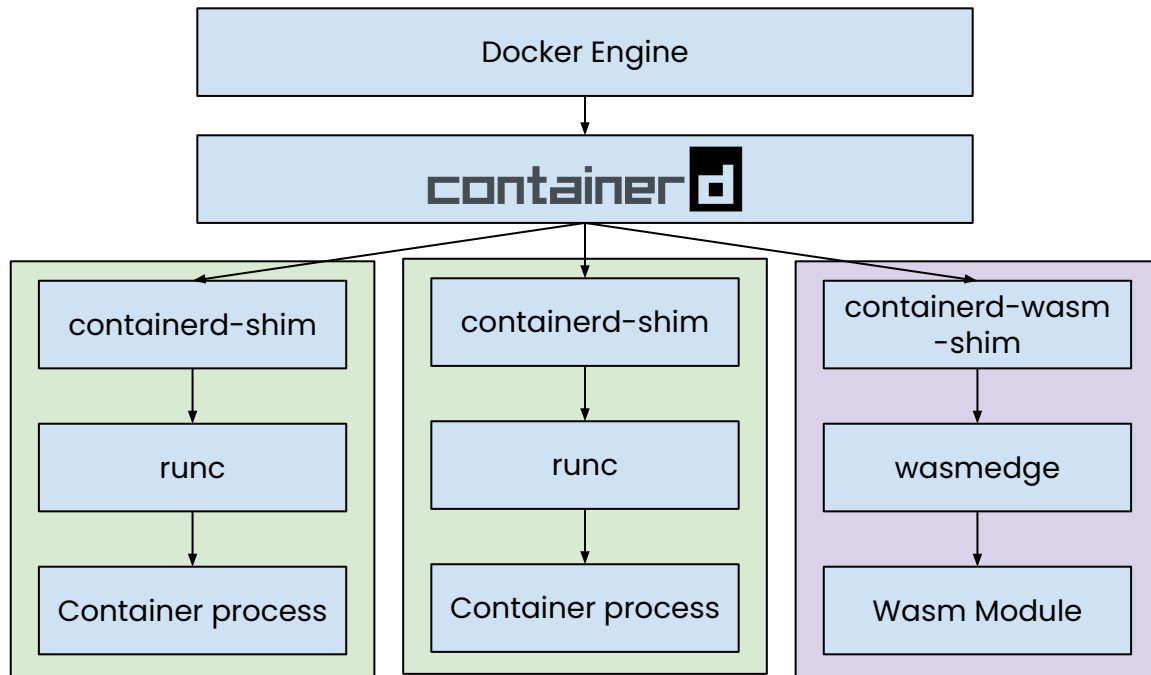 Docker Engine
containerd
containerd-shim
containerd-shim
containerd-wasm
-shim
runc
runc
wasmedge
Container process
Container process
Wasm Module